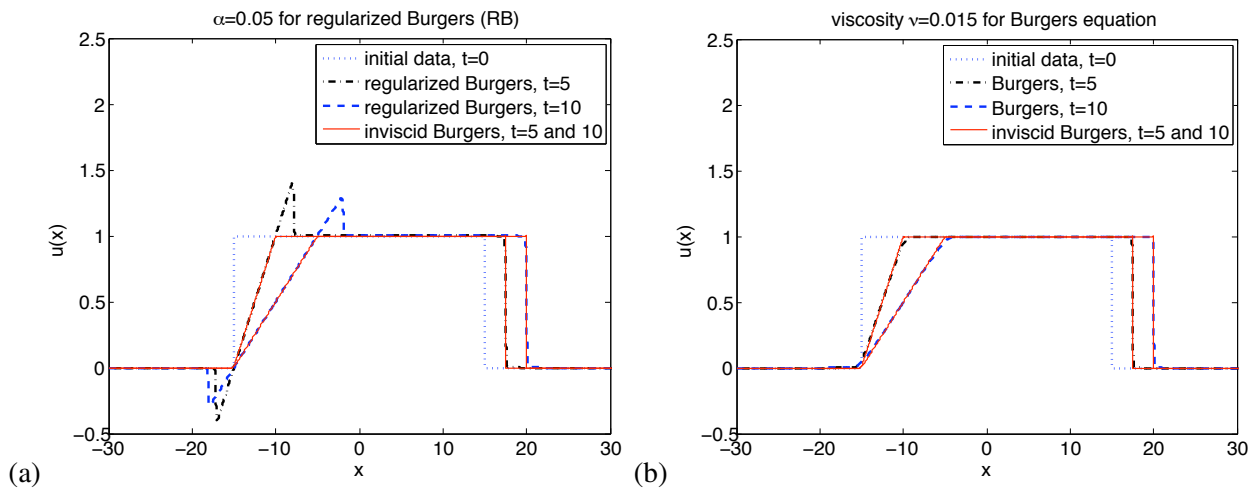 α=0.05 for regularized Burgers (RB)
2.5
2
1.5
1
0.5
0
−0.5
u(x)
initial data, t=0
regularized Burgers, t=5
regularized Burgers, t=10
inviscid Burgers, t=5 and 10
−30 −20 −10 0 10 20 30
x
(a)
viscosity ν=0.015 for Burgers equation
2.5
2
1.5
1
0.5
0
−0.5
u(x)
initial data, t=0
Burgers, t=5
Burgers, t=10
inviscid Burgers, t=5 and 10
−30 −20 −10 0 10 20 30
x
(b)